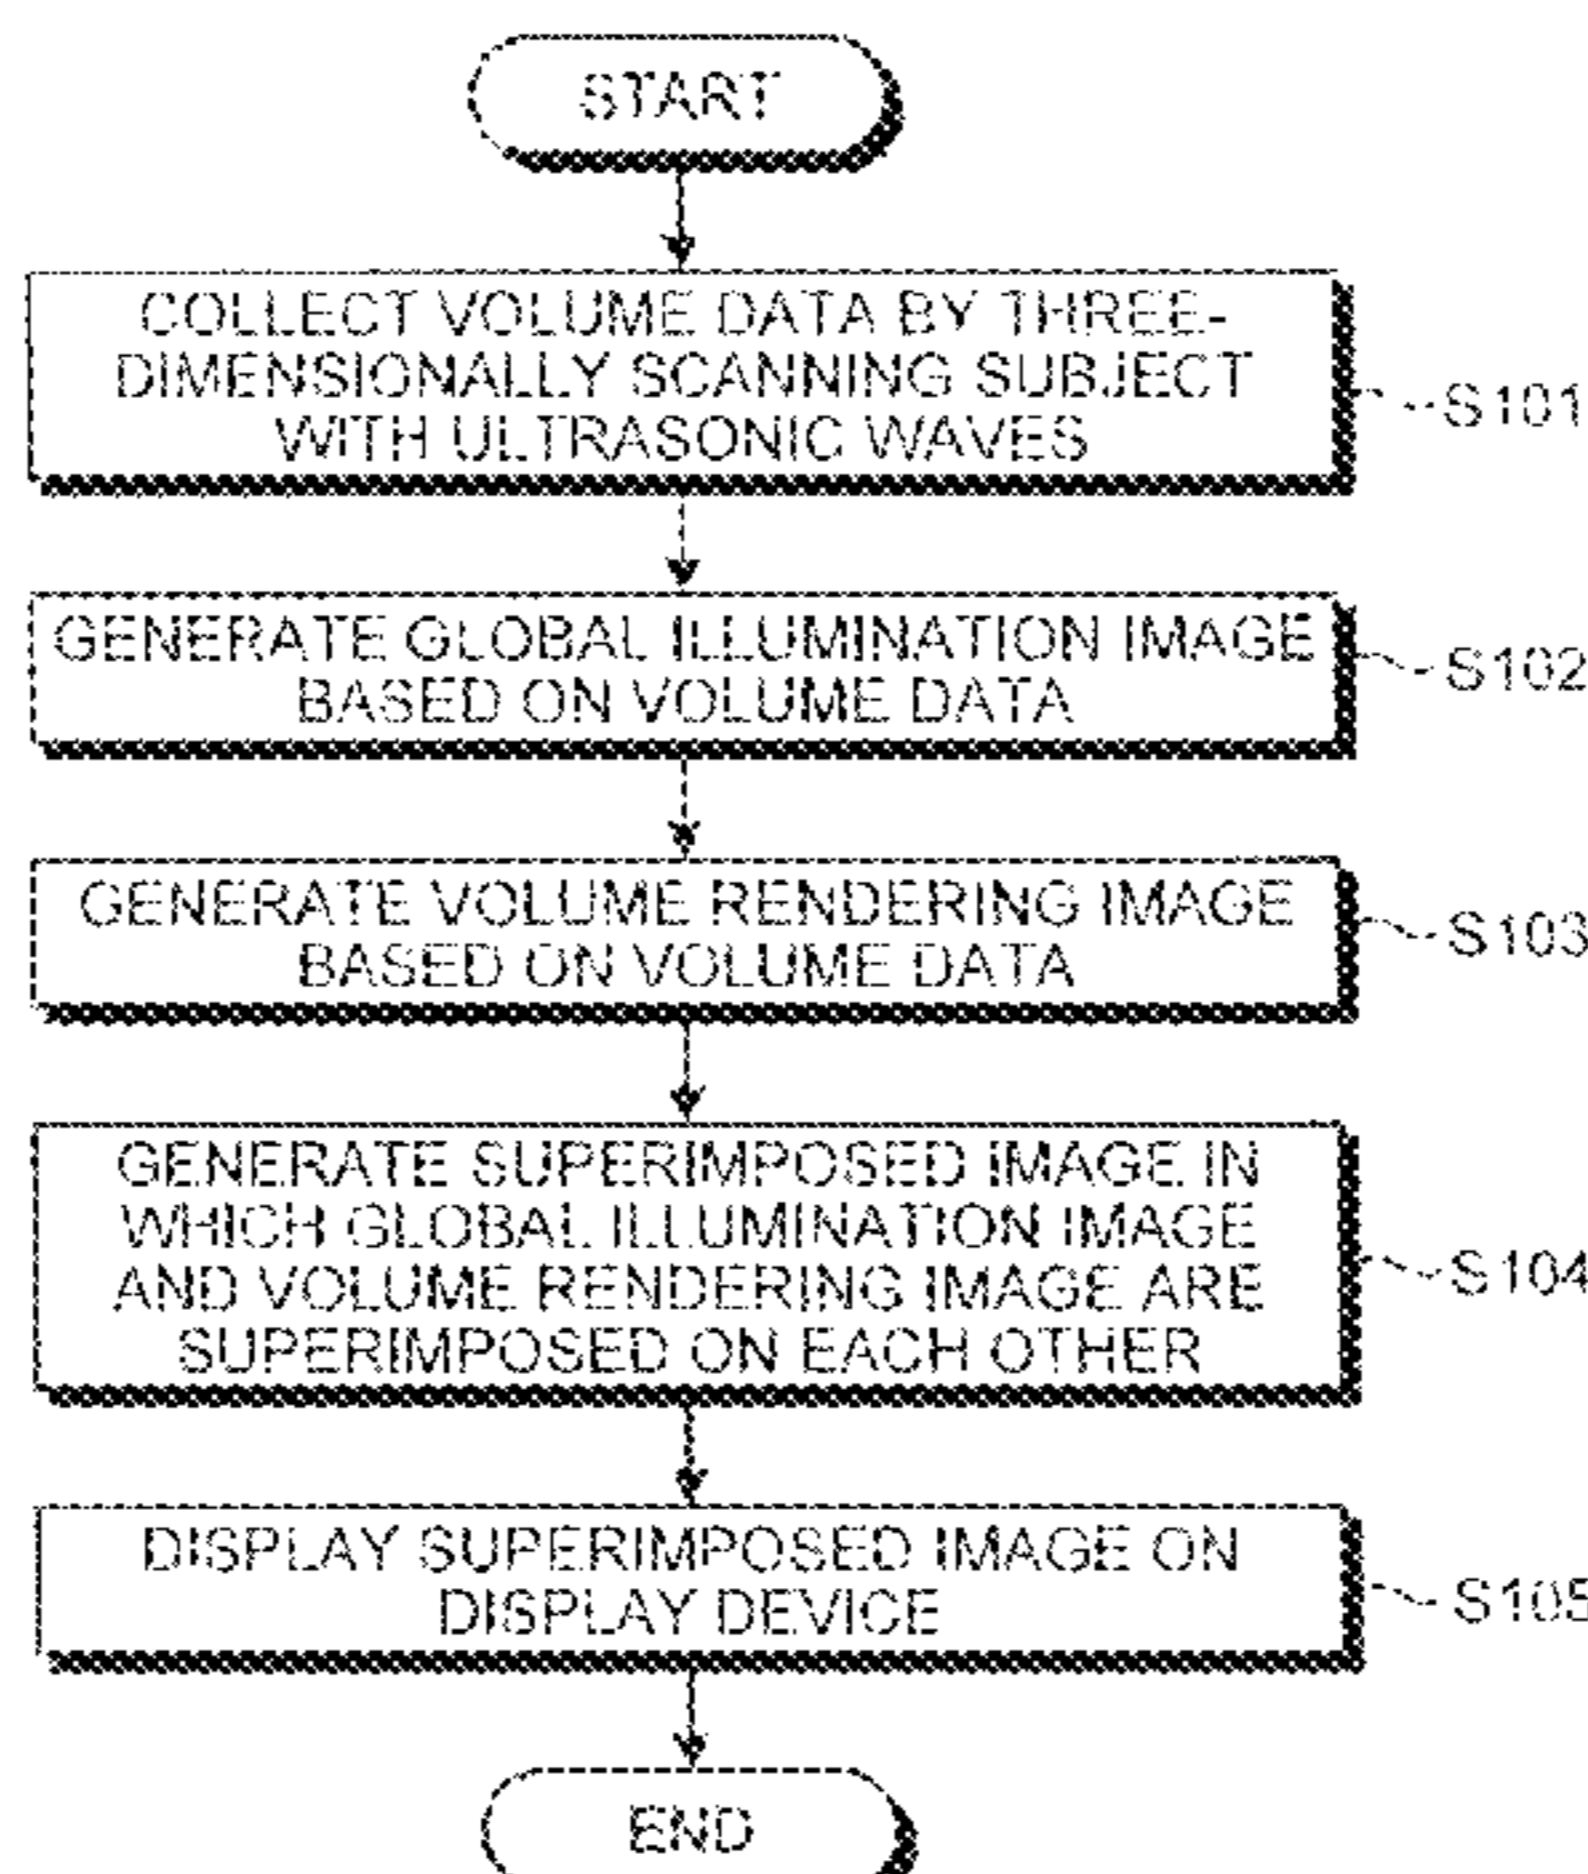 START
COLLECT VOLUME DATA BY THREE-
DIMENSIONALLY SCANNING SUBJECT
WITH ULTRASONIC WAVES
S101
GENERATE GLOBAL ILLUMINATION IMAGE
BASED ON VOLUME DATA
S102
GENERATE VOLUME RENDERING IMAGE
BASED ON VOLUME DATA
S103
GENERATE SUPERIMPOSED IMAGE IN
WHICH GLOBAL ILLUMINATION IMAGE
AND VOLUME RENDERING IMAGE ARE
SUPERIMPOSED ON EACH OTHER
S104
DISPLAY SUPERIMPOSED IMAGE ON
DISPLAY DEVICE
S105
END